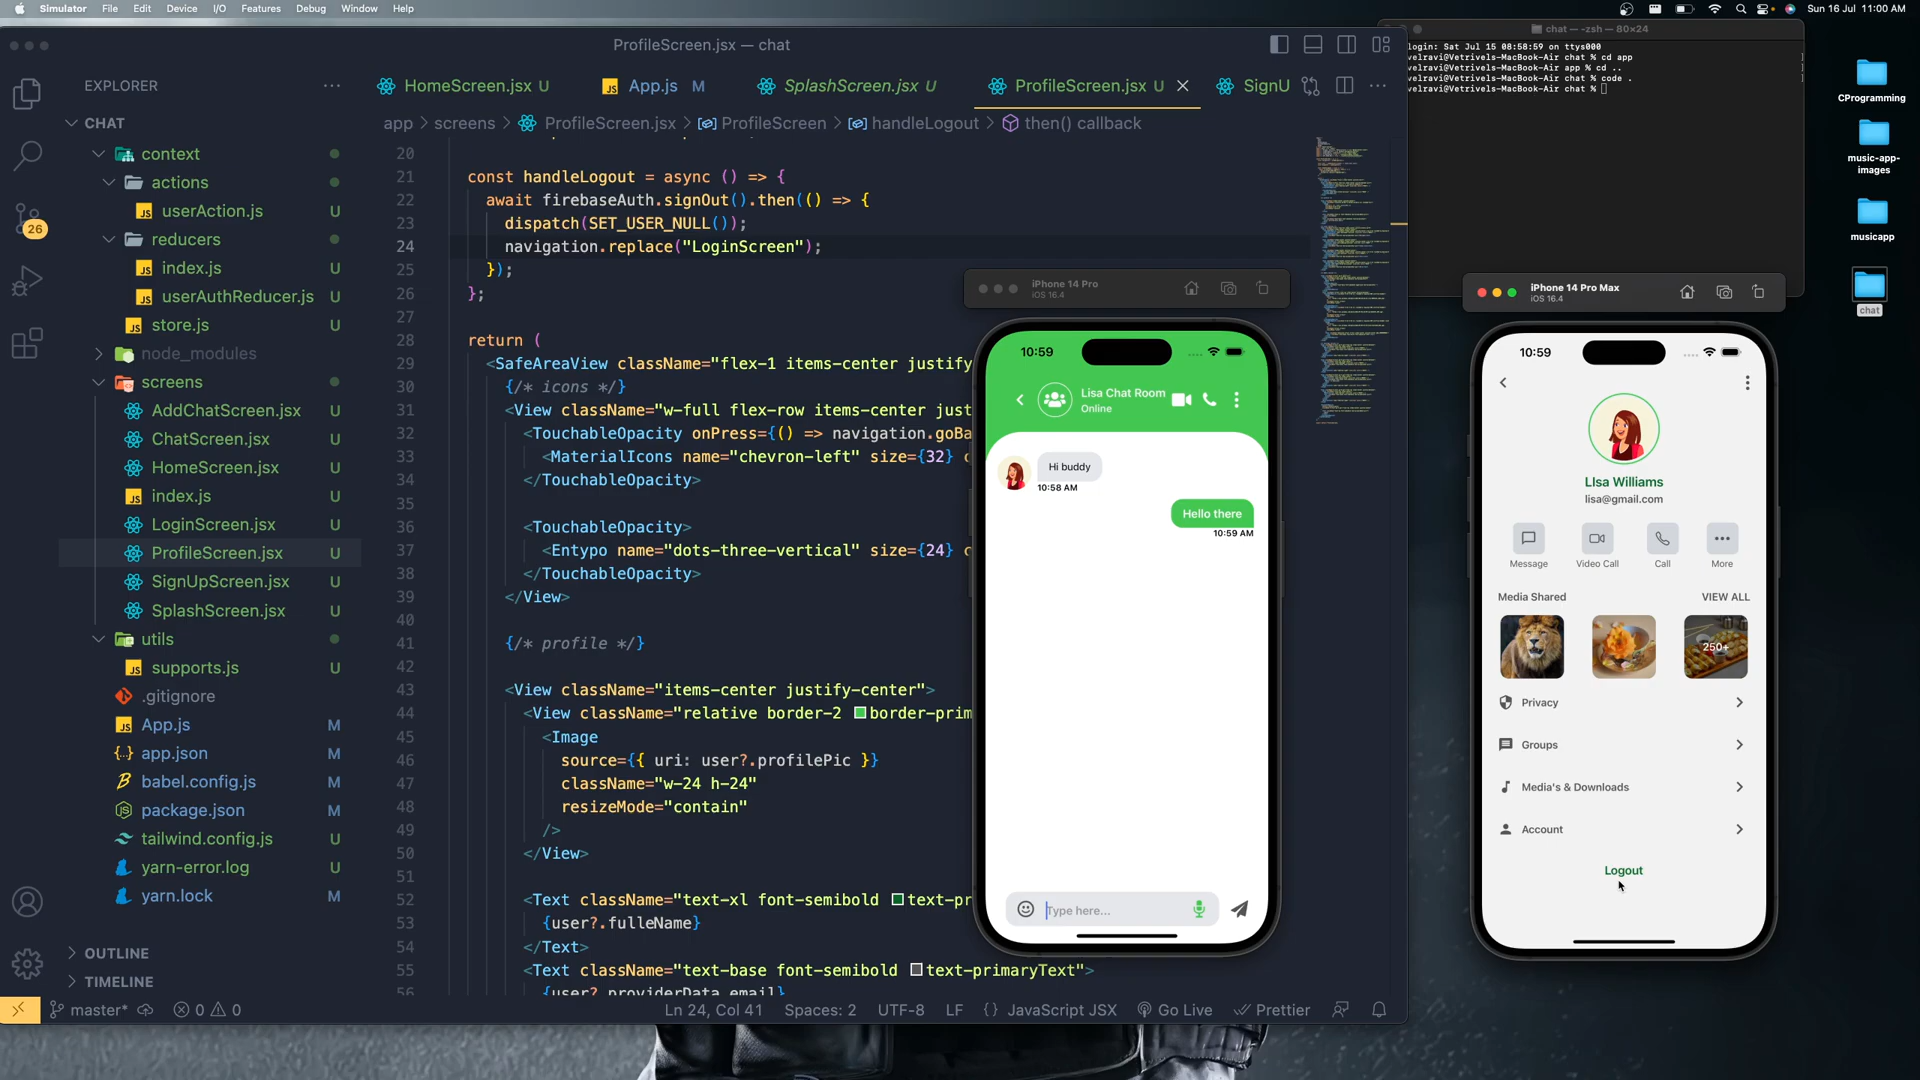 Simulator File Edit Device I/O Features Debug Window Help
Sun 16 Jul 11:00 AM
ProfileScreen.jsx — chat
EXPLORER
HomeScreen.jsx U
App.js M
SplashScreen.jsx U
ProfileScreen.jsx U
SignU
app > screens > ProfileScreen.jsx > ProfileScreen > handleLogout > then() callback
CHAT
context
actions
userAction.js U
reducers
index.js U
userAuthReducer.js U
store.js U
node_modules
screens
AddChatScreen.jsx U
ChatScreen.jsx U
HomeScreen.jsx U
index.js U
LoginScreen.jsx U
ProfileScreen.jsx U
SignUpScreen.jsx U
SplashScreen.jsx U
utils
supports.js U
.gitignore U
App.js M
app.json M
babel.config.js M
package.json M
tailwind.config.js U
yarn-error.log U
yarn.lock M
OUTLINE
TIMELINE
26
20
21 const handleLogout = async () => {
22 await firebaseAuth.signOut().then(() => {
23 dispatch(SET_USER_NULL());
24 navigation.replace("LoginScreen");
25 });
26 };
27
28 return (
29 <SafeAreaView className="flex-1 items-center justify
30 {/* icons */}
31 <View className="w-full flex-row items-center just
32 <TouchableOpacity onPress={() => navigation.goBa
33 <MaterialIcons name="chevron-left" size={32} c
34 </TouchableOpacity>
35
36 <TouchableOpacity>
37 <Entypo name="dots-three-vertical" size={24} c
38 </TouchableOpacity>
39 </View>
40
41 {/* profile */}
42
43 <View className="items-center justify-center">
44 <View className="relative border-2 border-prim
45 <Image
46 source={{ uri: user?.profilePic }}
47 className="w-24 h-24"
48 resizeMode="contain"
49 />
50 </View>
51
52 <Text className="text-xl font-semibold text-pr
53 {user?.fulleName}
54 </Text>
55 <Text className="text-base font-semibold text-primaryText">
56 {user?.providerData.email}
master* 0 0
Ln 24, Col 41 Spaces: 2 UTF-8 LF {} JavaScript JSX Go Live Prettier
chat — -zsh — 80×24
login: Sat Jul 15 08:58:59 on ttys000
velravi@Vetrivels-MacBook-Air chat % cd app
velravi@Vetrivels-MacBook-Air app % cd ..
velravi@Vetrivels-MacBook-Air chat % code .
velravi@Vetrivels-MacBook-Air chat %
CProgramming
music-app-images
musicapp
chat
iPhone 14 Pro
iOS 16.4
10:59
Lisa Chat Room
Online
Hi buddy
10:58 AM
Hello there
10:59 AM
Type here...
iPhone 14 Pro Max
iOS 16.4
10:59
LIsa Williams
lisa@gmail.com
Message Video Call Call More
Media Shared VIEW ALL
250+
Privacy
Groups
Media's & Downloads
Account
Logout